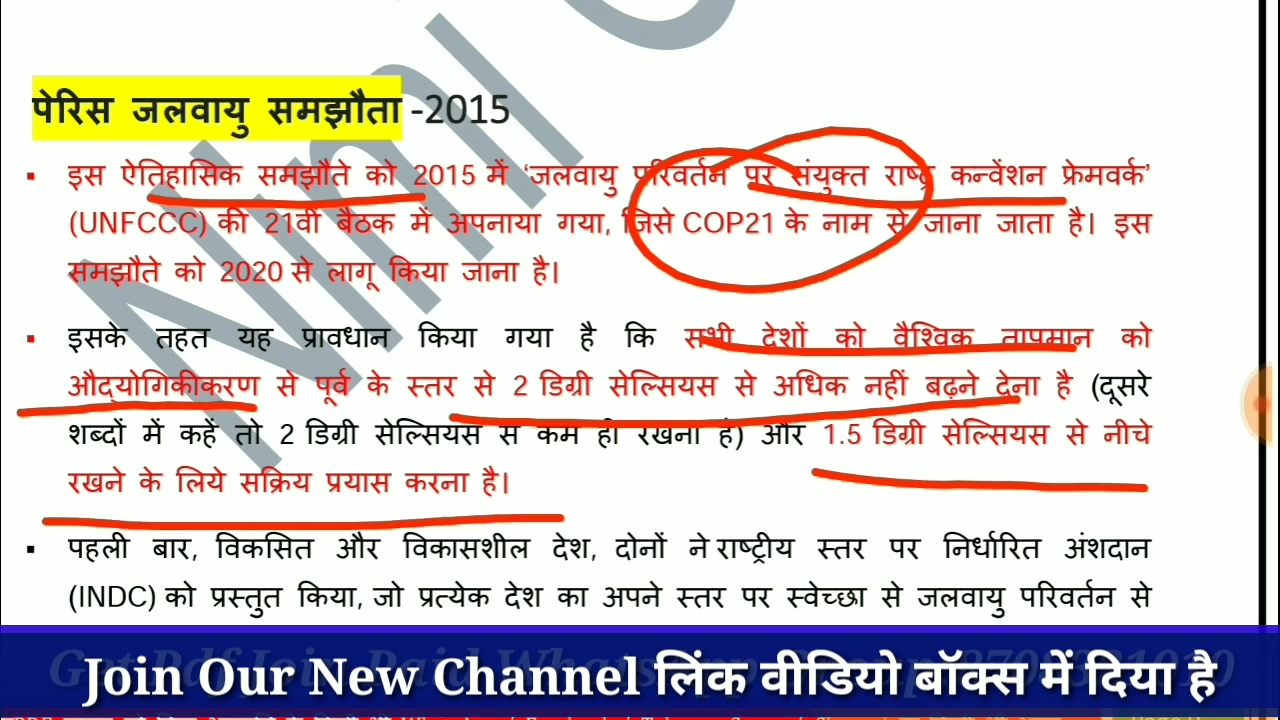 पेरिस जलवायु समझौता -2015
▪ इस ऐतिहासिक समझौते को 2015 में ‘जलवायु परिवर्तन पर संयुक्त राष्ट्र कन्वेंशन फ्रेमवर्क’
(UNFCCC) की 21वीं बैठक में अपनाया गया, जिसे COP21 के नाम से जाना जाता है। इस
समझौते को 2020 से लागू किया जाना है।
▪ इसके तहत यह प्रावधान किया गया है कि सभी देशों को वैश्विक तापमान को
औद्योगिकीकरण से पूर्व के स्तर से 2 डिग्री सेल्सियस से अधिक नहीं बढ़ने देना है (दूसरे
शब्दों में कहें तो 2 डिग्री सेल्सियस से कम ही रखना है) और 1.5 डिग्री सेल्सियस से नीचे
रखने के लिये सक्रिय प्रयास करना है।
▪ पहली बार, विकसित और विकासशील देश, दोनों ने राष्ट्रीय स्तर पर निर्धारित अंशदान
(INDC) को प्रस्तुत किया, जो प्रत्येक देश का अपने स्तर पर स्वेच्छा से जलवायु परिवर्तन से
Join Our New Channel लिंक वीडियो बॉक्स में दिया है